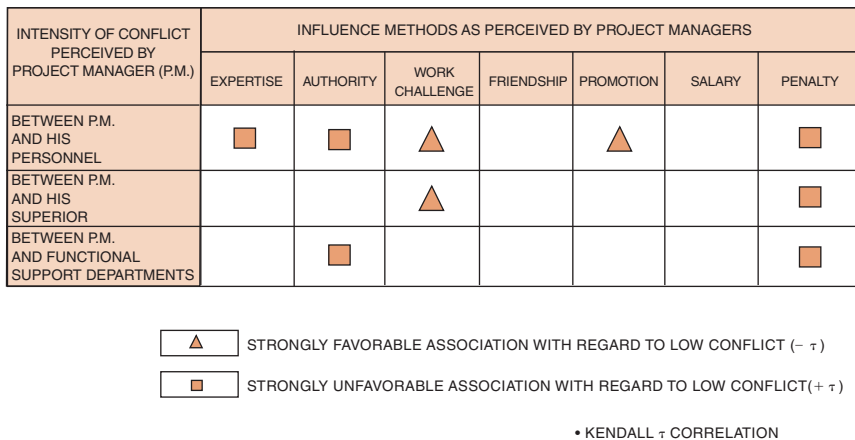 INTENSITY OF CONFLICT
PERCEIVED BY
PROJECT MANAGER (P.M.)
INFLUENCE METHODS AS PERCEIVED BY PROJECT MANAGERS
EXPERTISE
AUTHORITY
WORK
CHALLENGE
FRIENDSHIP
PROMOTION
SALARY
PENALTY
BETWEEN P.M.
AND HIS
PERSONNEL
BETWEEN P.M.
AND HIS
SUPERIOR
BETWEEN P.M.
AND FUNCTIONAL
SUPPORT DEPARTMENTS
STRONGLY FAVORABLE ASSOCIATION WITH REGARD TO LOW CONFLICT (− τ)
STRONGLY UNFAVORABLE ASSOCIATION WITH REGARD TO LOW CONFLICT(+ τ)
• KENDALL τ CORRELATION